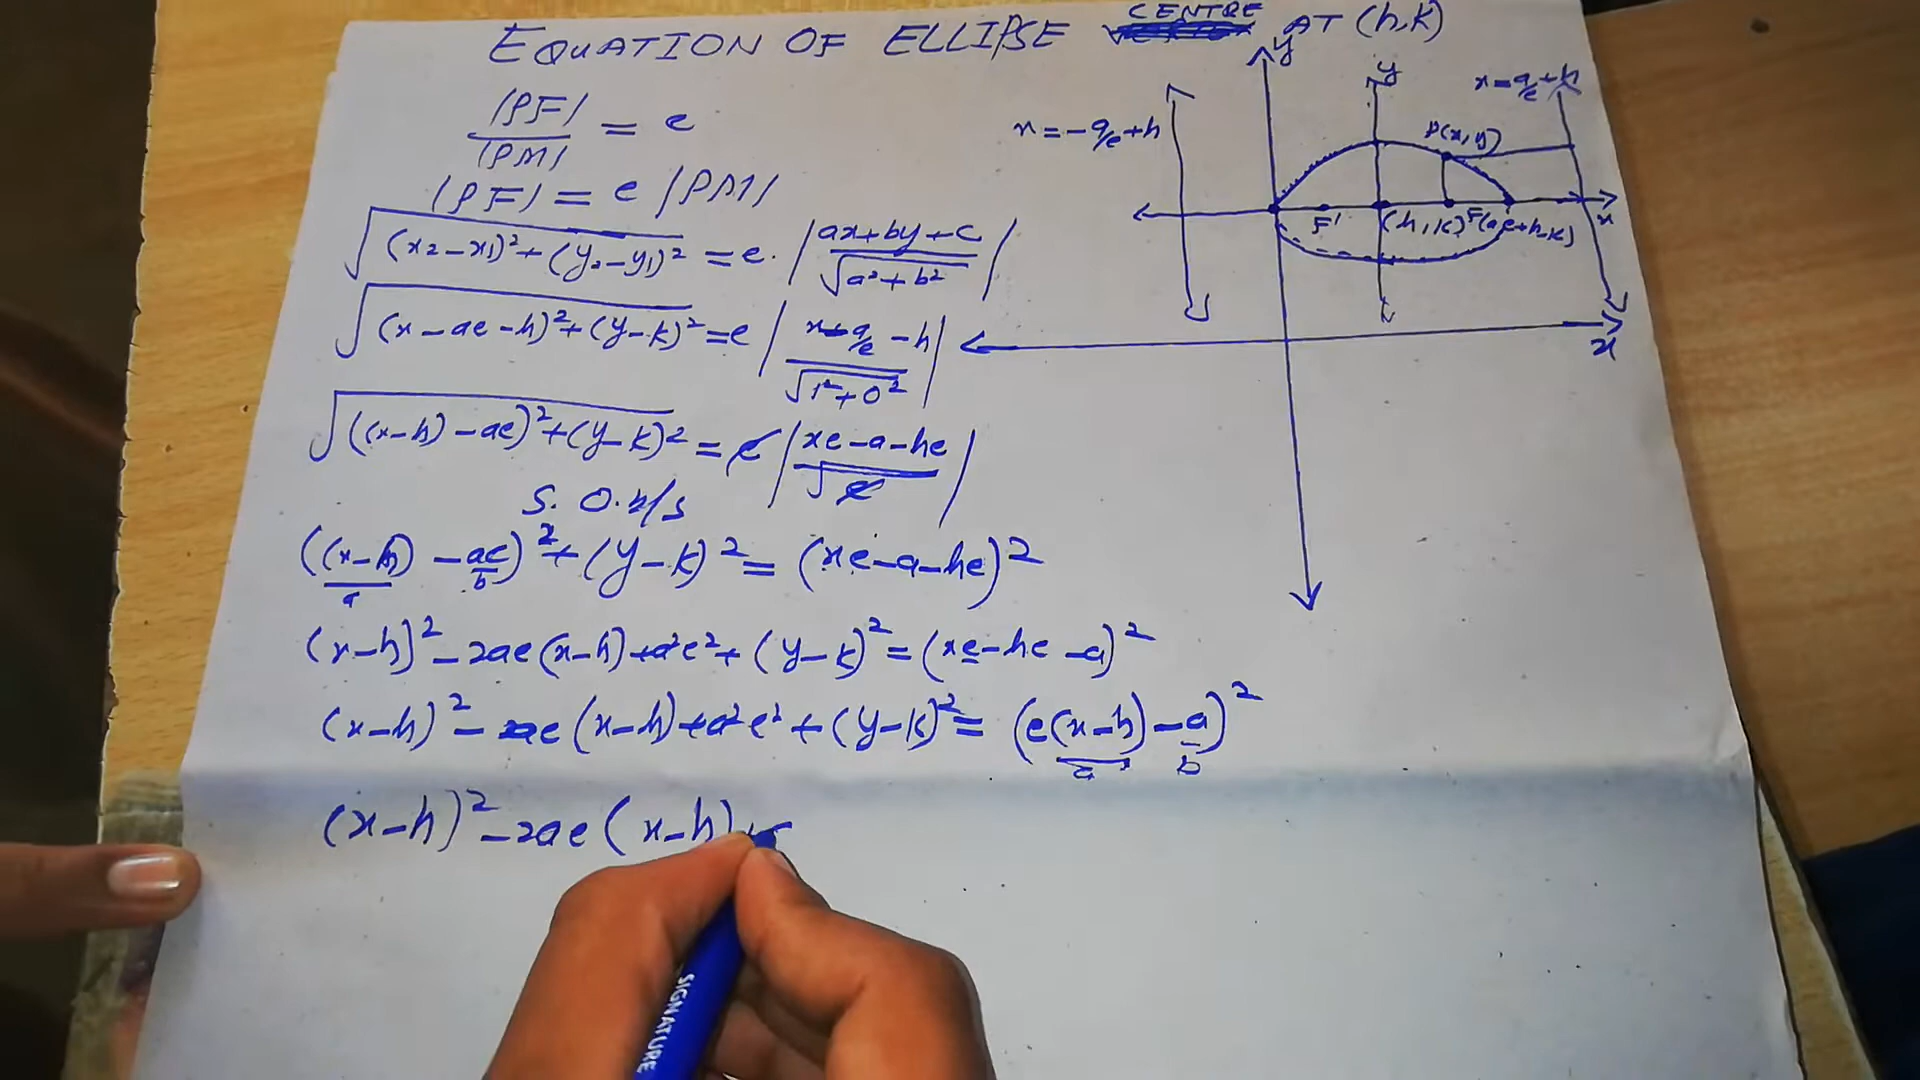 EQUATION OF ELLIPSE CENTRE AT (h,k)
|PF| / |PM| = e
|PF| = e |PM|
√(x₂-x₁)²+(y₂-y₁)² = e. |ax+by+c / √a²+b²|
√(x-ae-h)²+(y-k)² = e |x-a/e-h / √1²+0²|
√((x-h)-ae)²+(y-k)² = e |xe-a-he / √e|
S. O. b/s
((x-h) -ae)²+(y-k)² = (xe-a-he)²
a b
(x-h)²-2ae(x-h)+a²e²+(y-k)²=(xe-he-a)²
(x-h)²-2ae(x-h)+a²e²+(y-k)²= (e(x-h)-a)²
a b
(x-h)²-2ae(x-h)+
y
y
x=a/e+h
x=-a/e+h
P(x,y)
F' (h,k) F(ae+h,k) x
x
SIGNATURE